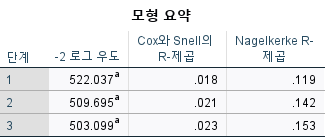 모형 요약
단계 -2 로그 우도 Cox와 Snell의 R-제곱 Nagelkerke R-제곱
1 522.037a .018 .119
2 509.695a .021 .142
3 503.099a .023 .153